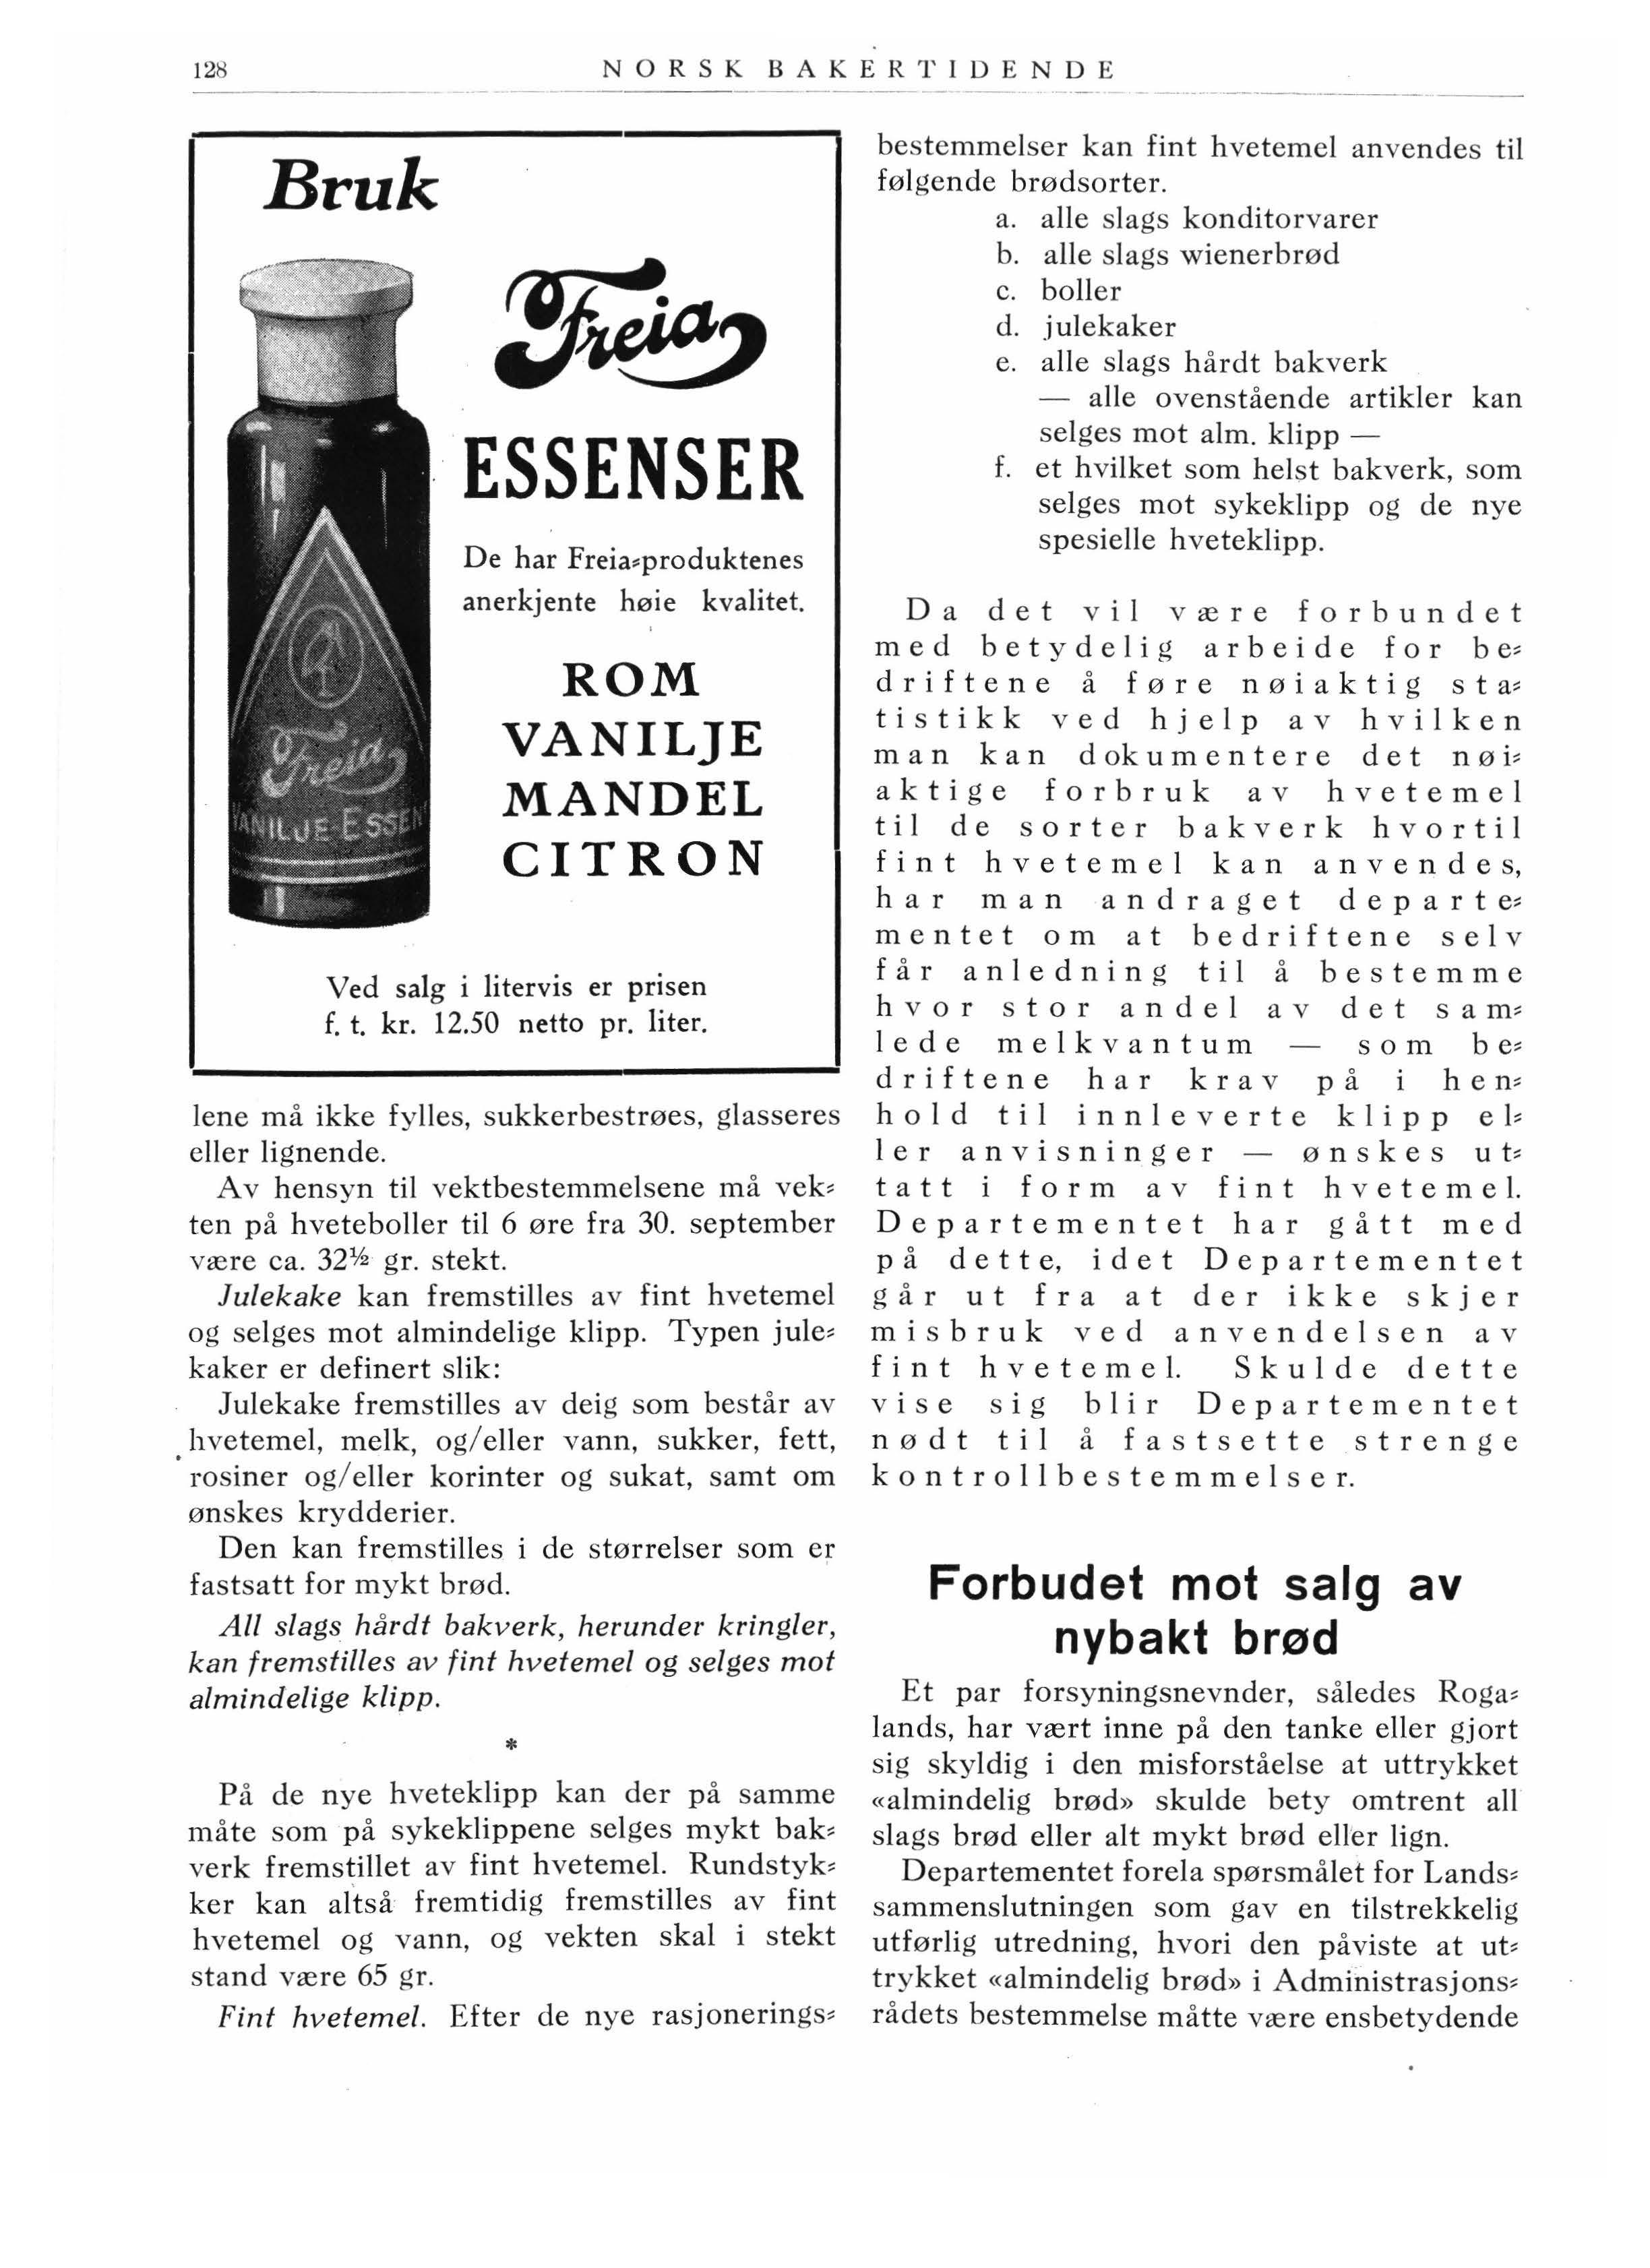 128
NORSK BAKERTIDENDE
Bruk
Freia
ESSENSER
De har Freia-produktenes
anerkjente høie kvalitet.
ROM
VANILJE
MANDEL
CITRON
Freia
VANILJE-ESSEN
Ved salg i litervis er prisen
f. t. kr. 12.50 netto pr. liter.
lene må ikke fylles, sukkerbestrøes, glasseres
eller lignende.
Av hensyn til vektbestemmelsene må vek-
ten på hveteboller til 6 øre fra 30. september
være ca. 32½ gr. stekt.
Julekake kan fremstilles av fint hvetemel
og selges mot almindelige klipp. Typen jule-
kaker er definert slik:
Julekake fremstilles av deig som består av
hvetemel, melk, og/eller vann, sukker, fett,
rosiner og/eller korinter og sukat, samt om
ønskes krydderier.
Den kan fremstilles i de størrelser som er
fastsatt for mykt brød.
All slags hårdt bakverk, herunder kringler,
kan fremstilles av fint hvetemel og selges mot
almindelige klipp.
*
På de nye hveteklipp kan der på samme
måte som på sykeklippene selges mykt bak-
verk fremstillet av fint hvetemel. Rundstyk-
ker kan altså fremtidig fremstilles av fint
hvetemel og vann, og vekten skal i stekt
stand være 65 gr.
Fint hvetemel. Efter de nye rasjonerings-
bestemmelser kan fint hvetemel anvendes til
følgende brødsorter.
a. alle slags konditorvarer
b. alle slags wienerbrød
c. boller
d. julekaker
e. alle slags hårdt bakverk
— alle ovenstående artikler kan
selges mot alm. klipp —
f. et hvilket som helst bakverk, som
selges mot sykeklipp og de nye
spesielle hveteklipp.
Da det vil være forbundet
med betydelig arbeide for be-
driftene å føre nøiaktig sta-
tistikk ved hjelp av hvilken
man kan dokumentere det nøi-
aktige forbruk av hvetemel
til de sorter bakverk hvortil
fint hvetemel kan anvendes,
har man andraget departe-
mentet om at bedriftene selv
får anledning til å bestemme
hvor stor andel av det sam-
lede melkvantum — som be-
driftene har krav på i hen-
hold til innleverte klipp el-
ler anvisninger — ønskes ut-
tatt i form av fint hvetemel.
Departementet har gått med
på dette, idet Departementet
går ut fra at der ikke skjer
misbruk ved anvendelsen av
fint hvetemel. Skulde dette
vise sig blir Departementet
nødt til å fastsette strenge
kontrollbestemmelser.
Forbudet mot salg av
nybakt brød
Et par forsyningsnevnder, således Roga-
lands, har vært inne på den tanke eller gjort
sig skyldig i den misforståelse at uttrykket
«almindelig brød» skulde bety omtrent all
slags brød eller alt mykt brød eller lign.
Departementet forela spørsmålet for Lands-
sammenslutningen som gav en tilstrekkelig
utførlig utredning, hvori den påviste at ut-
trykket «almindelig brød» i Administrasjons-
rådets bestemmelse måtte være ensbetydende